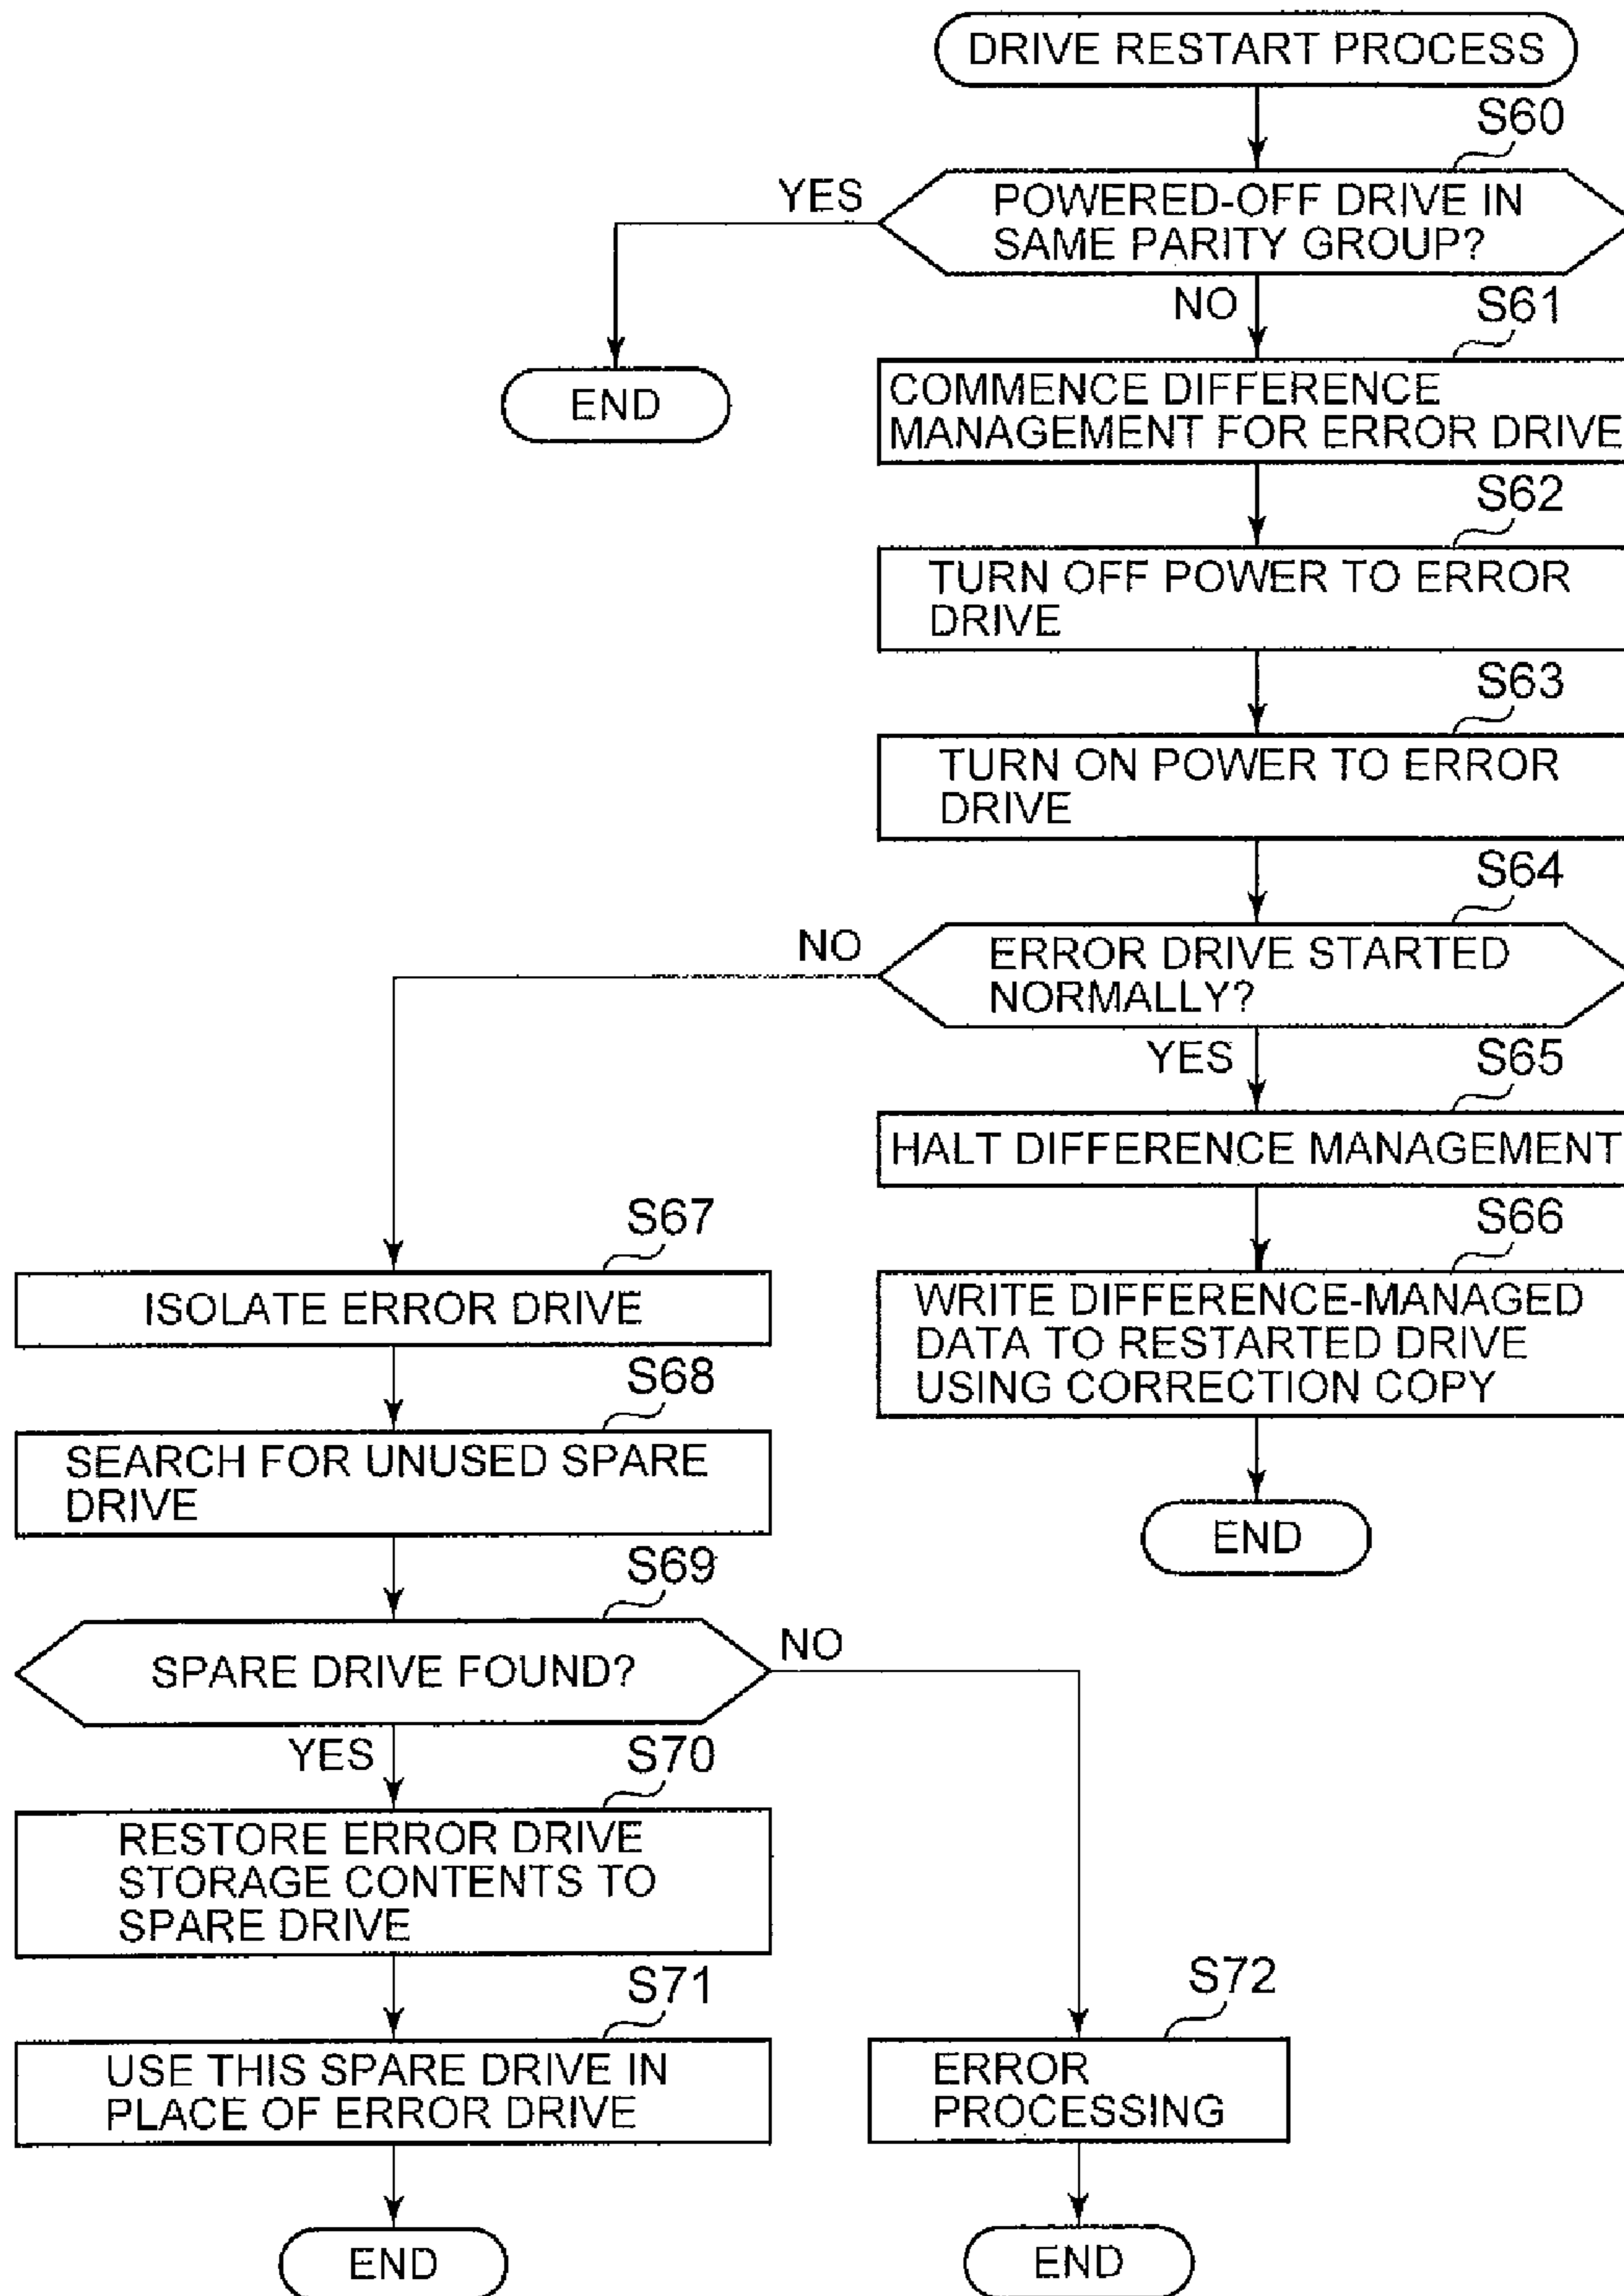 DRIVE RESTART PROCESS
S60
YES
POWERED-OFF DRIVE IN
SAME PARITY GROUP?
NO
S61
END
COMMENCE DIFFERENCE
MANAGEMENT FOR ERROR DRIVE
S62
TURN OFF POWER TO ERROR
DRIVE
S63
TURN ON POWER TO ERROR
DRIVE
S64
NO
ERROR DRIVE STARTED
NORMALLY?
YES
S65
HALT DIFFERENCE MANAGEMENT
S66
WRITE DIFFERENCE-MANAGED
DATA TO RESTARTED DRIVE
USING CORRECTION COPY
END
S67
ISOLATE ERROR DRIVE
S68
SEARCH FOR UNUSED SPARE
DRIVE
S69
SPARE DRIVE FOUND?
NO
YES
S70
RESTORE ERROR DRIVE
STORAGE CONTENTS TO
SPARE DRIVE
S71
USE THIS SPARE DRIVE IN
PLACE OF ERROR DRIVE
END
S72
ERROR
PROCESSING
END